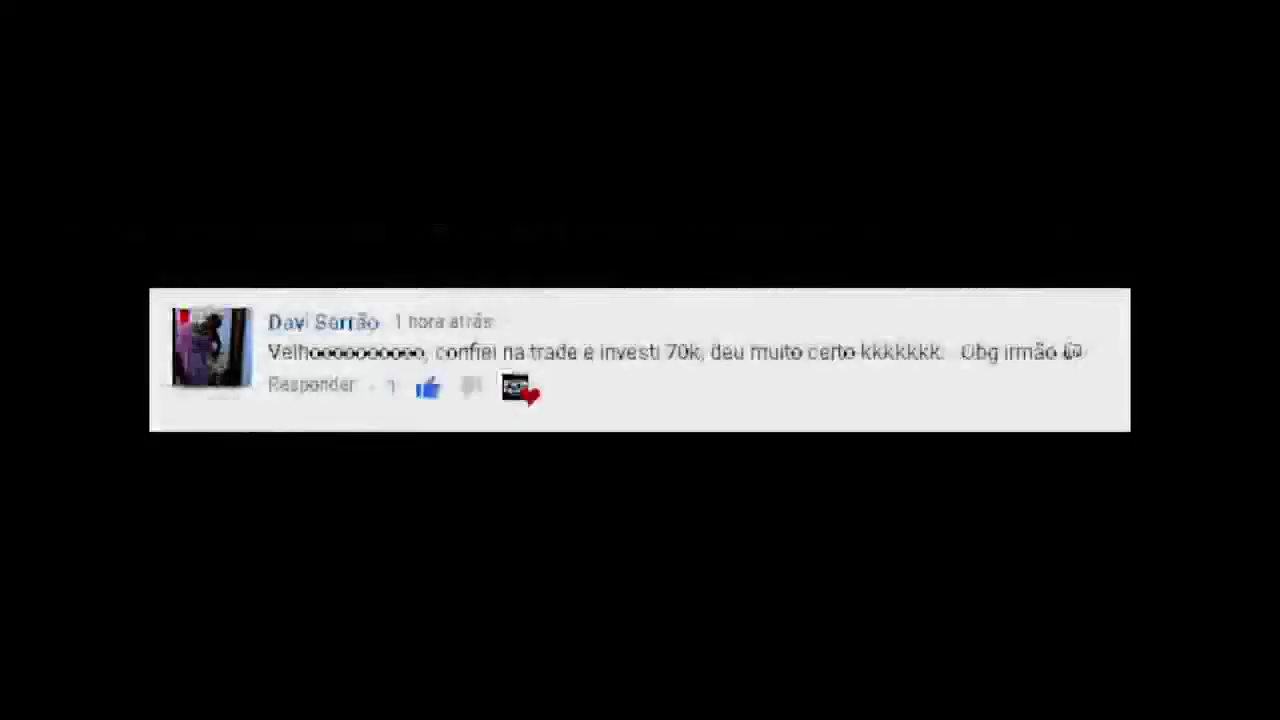 Davi Serrão 1 hora atrás
Velhooooooooooo, confiei na trade e investi 70k, deu muito certo kkkkkkk. Obg irmão
Responder · 1